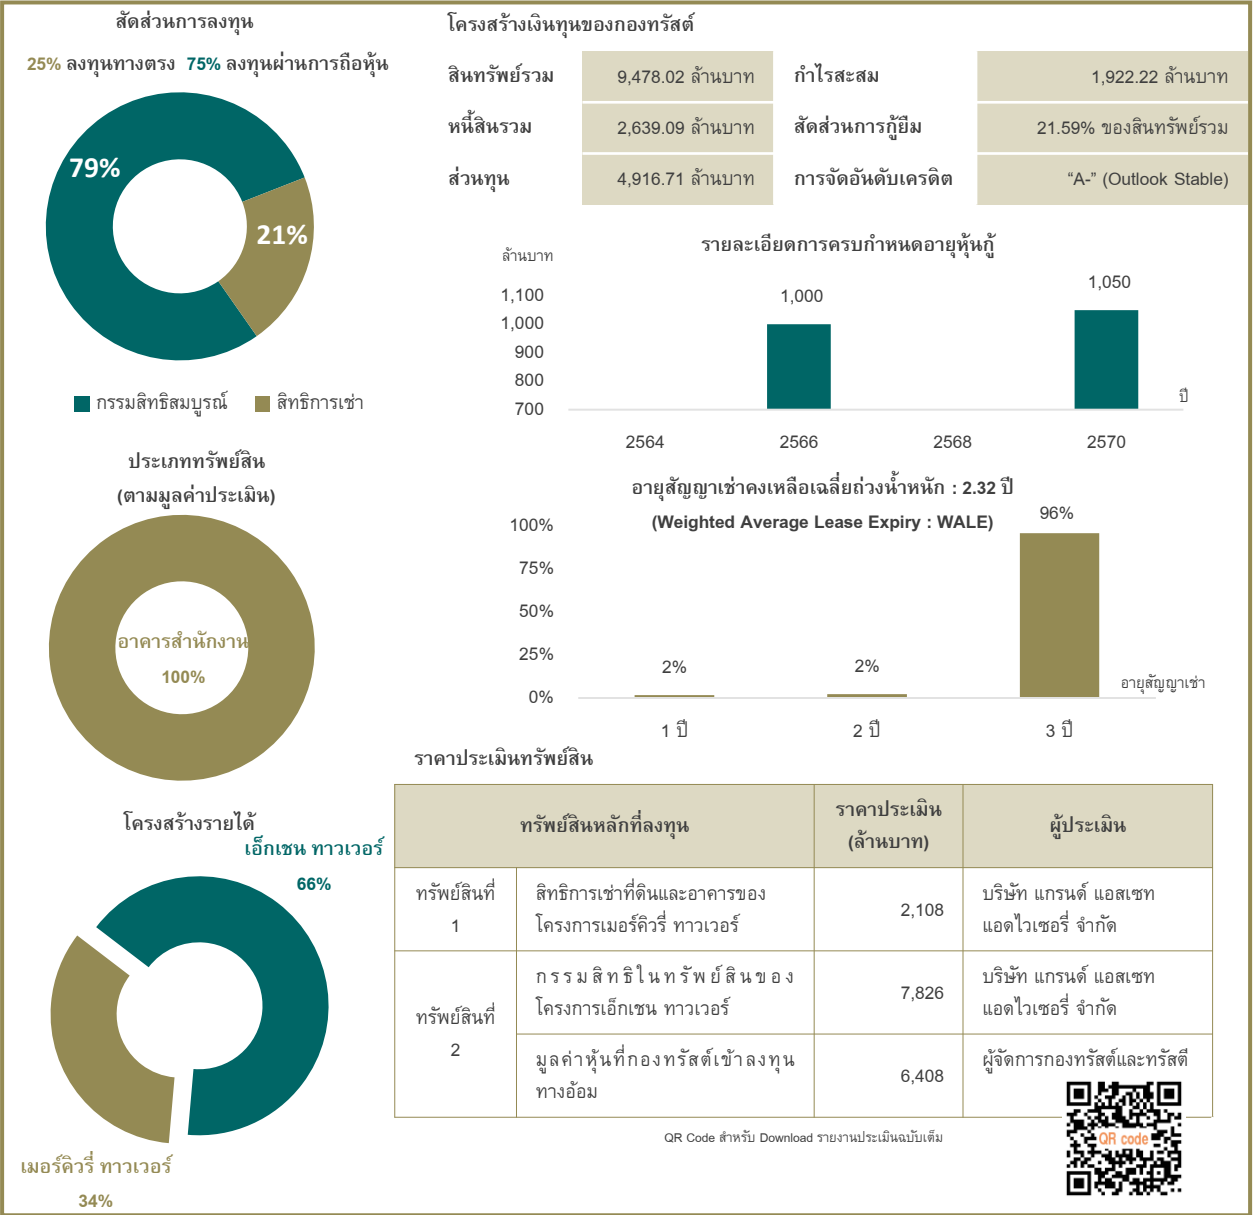 สัดส่วนการลงทุน
25% ลงทุนทางตรง 75% ลงทุนผ่านการถือหุ้น
79%
21%
กรรมสิทธิสมบูรณ์ สิทธิการเช่า
ประเภททรัพย์สิน
(ตามมูลค่าประเมิน)
อาคารสำนักงาน
100%
โครงสร้างรายได้
เอ็กเชน ทาวเวอร์
66%
เมอร์คิวรี่ ทาวเวอร์
34%
โครงสร้างเงินทุนของกองทรัสต์
สินทรัพย์รวม 9,478.02 ล้านบาท กำไรสะสม 1,922.22 ล้านบาท
หนี้สินรวม 2,639.09 ล้านบาท สัดส่วนการกู้ยืม 21.59% ของสินทรัพย์รวม
ส่วนทุน 4,916.71 ล้านบาท การจัดอันดับเครดิต “A-” (Outlook Stable)
รายละเอียดการครบกำหนดอายุหุ้นกู้
ล้านบาท
1,100
1,000
900
800
700
1,000
1,050
ปี
2564 2566 2568 2570
อายุสัญญาเช่าคงเหลือเฉลี่ยถ่วงน้ำหนัก : 2.32 ปี
(Weighted Average Lease Expiry : WALE)
100%
75%
50%
25%
0%
2%
2%
96%
อายุสัญญาเช่า
1 ปี 2 ปี 3 ปี
ราคาประเมินทรัพย์สิน
ทรัพย์สินหลักที่ลงทุน
ราคาประเมิน
(ล้านบาท)
ผู้ประเมิน
ทรัพย์สินที่
1
สิทธิการเช่าที่ดินและอาคารของ
โครงการเมอร์คิวรี่ ทาวเวอร์
2,108
บริษัท แกรนด์ แอสเซท
แอดไวเซอรี่ จำกัด
ทรัพย์สินที่
2
กรรมสิทธิในทรัพย์สินของ
โครงการเอ็กเชน ทาวเวอร์
7,826
บริษัท แกรนด์ แอสเซท
แอดไวเซอรี่ จำกัด
มูลค่าหุ้นที่กองทรัสต์เข้าลงทุน
ทางอ้อม
6,408
ผู้จัดการกองทรัสต์และทรัสตี
QR Code สำหรับ Download รายงานประเมินฉบับเต็ม
QR code